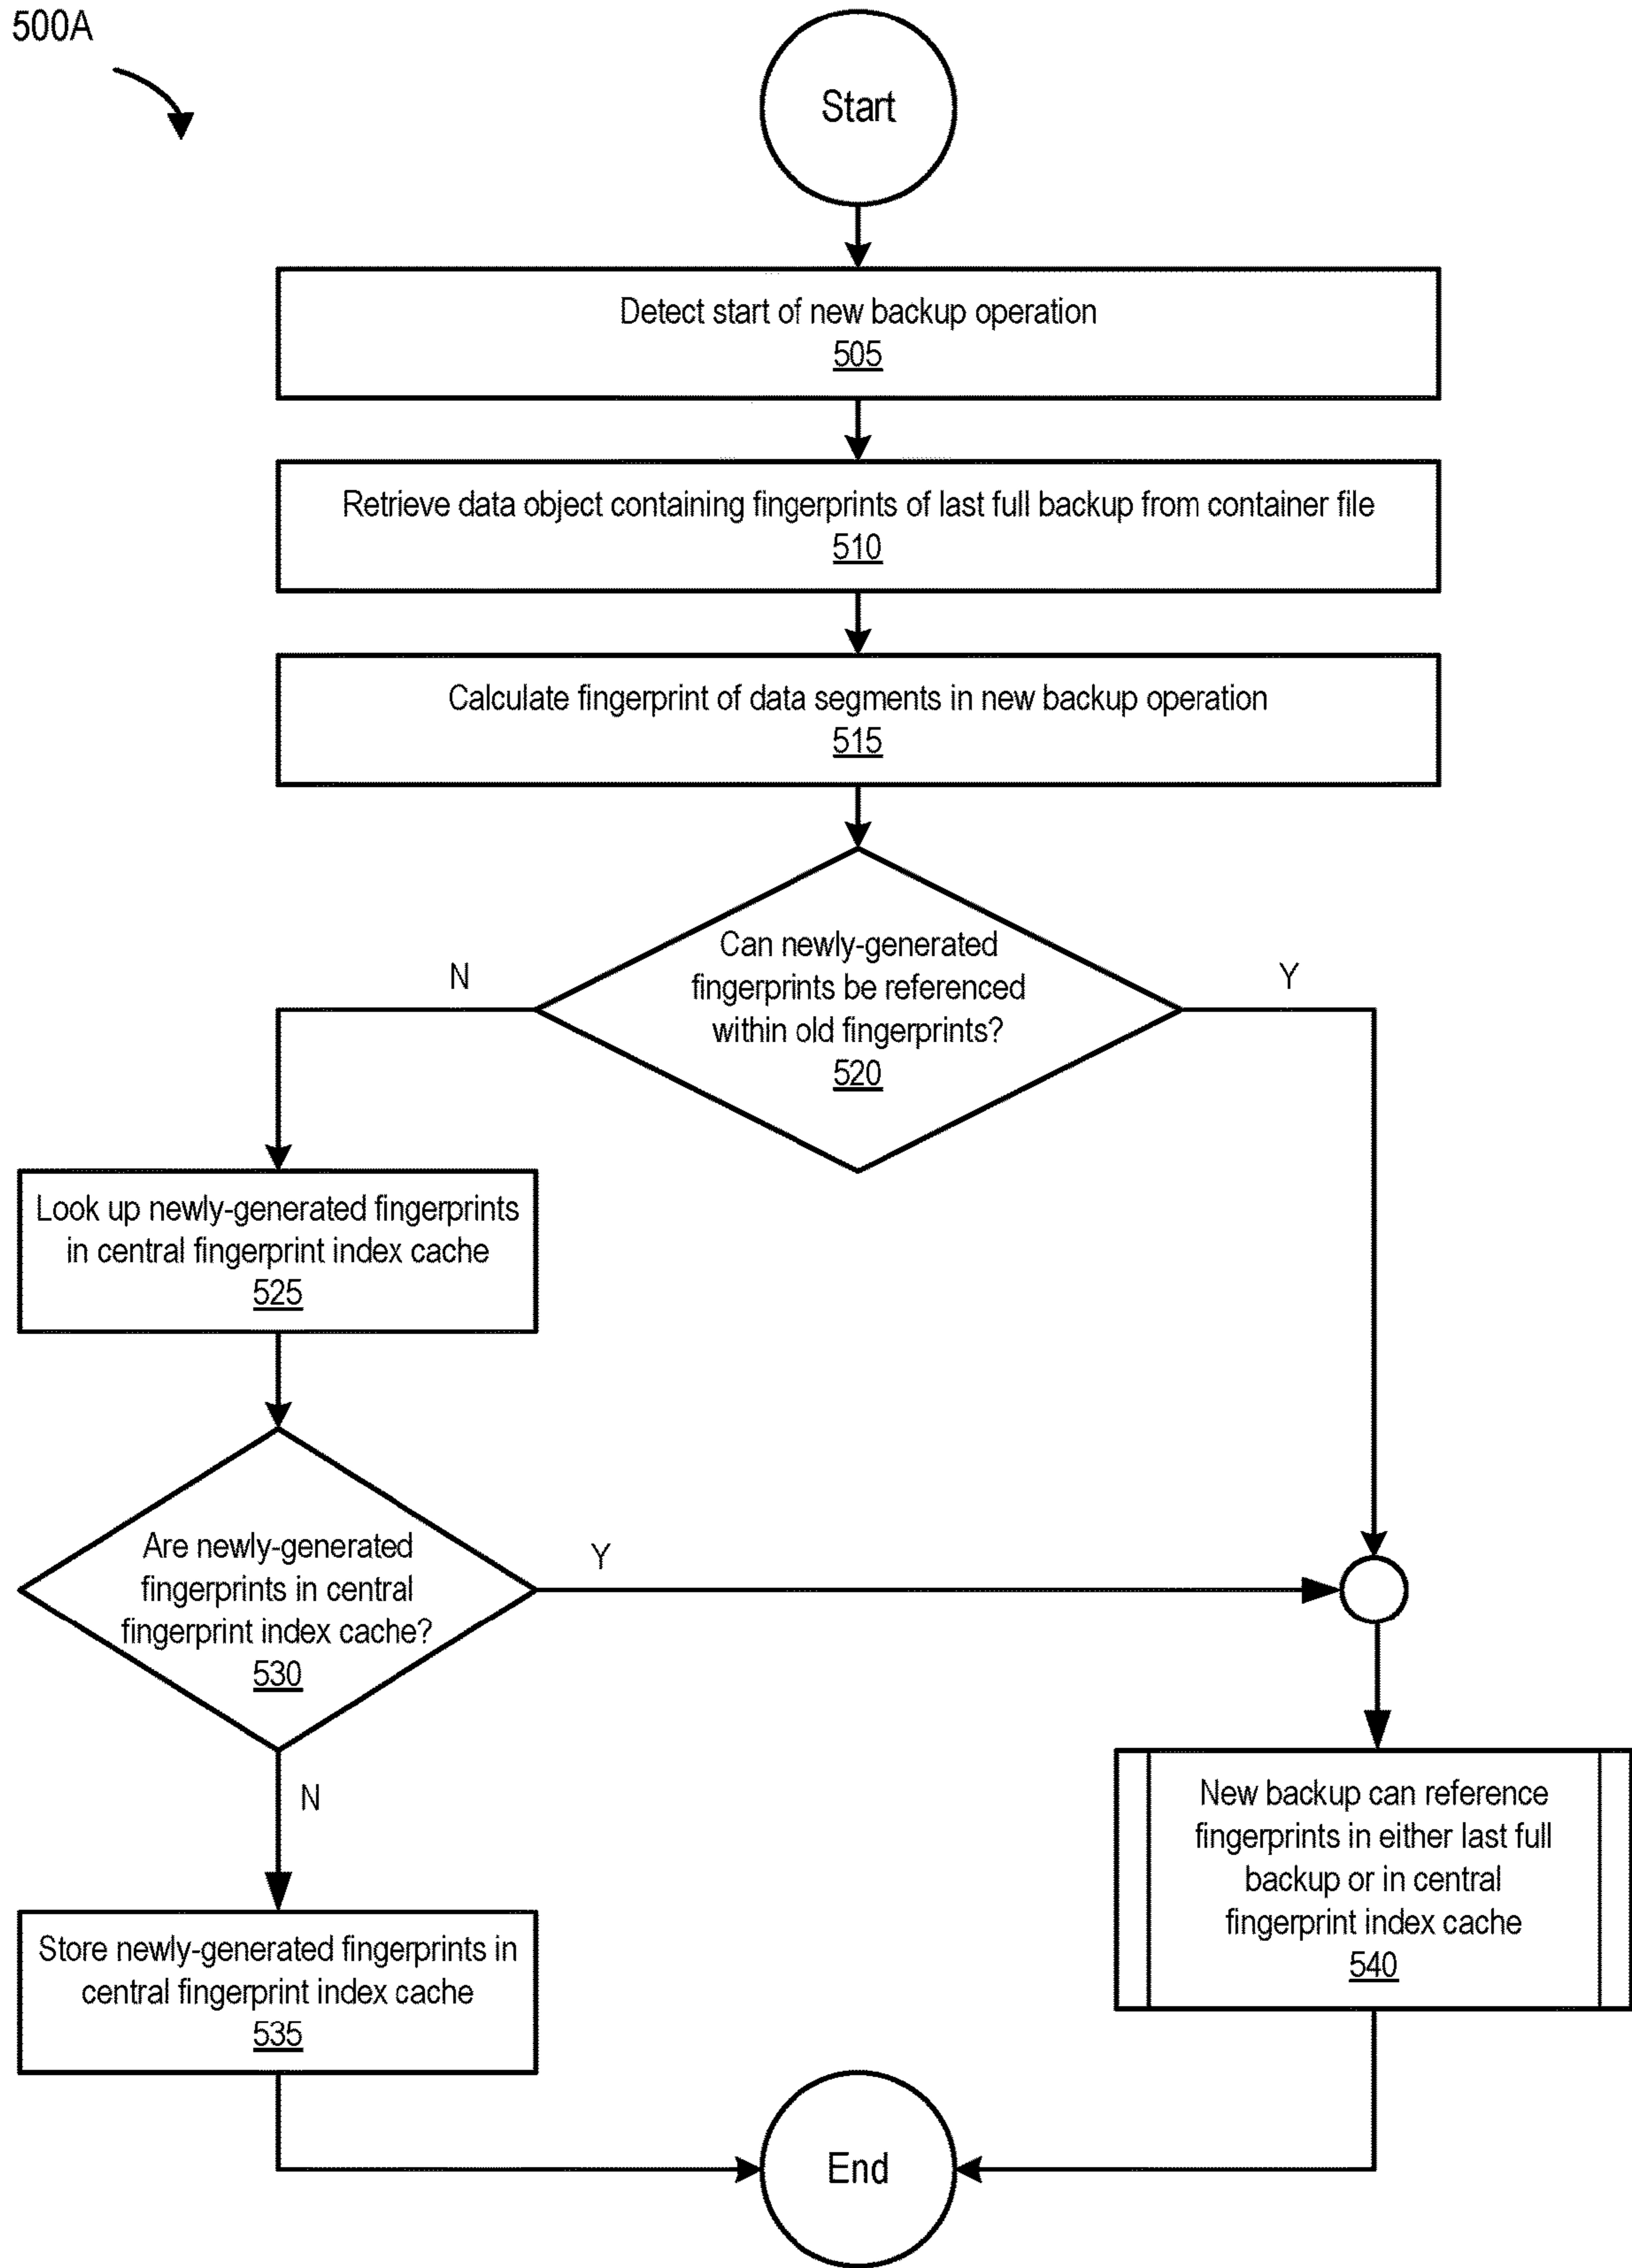 500A
Start
Detect start of new backup operation
505
Retrieve data object containing fingerprints of last full backup from container file
510
Calculate fingerprint of data segments in new backup operation
515
Can newly-generated
fingerprints be referenced
within old fingerprints?
520
N
Y
Look up newly-generated fingerprints
in central fingerprint index cache
525
Are newly-generated
fingerprints in central
fingerprint index cache?
530
Y
N
New backup can reference
fingerprints in either last full
backup or in central
fingerprint index cache
540
Store newly-generated fingerprints in
central fingerprint index cache
535
End